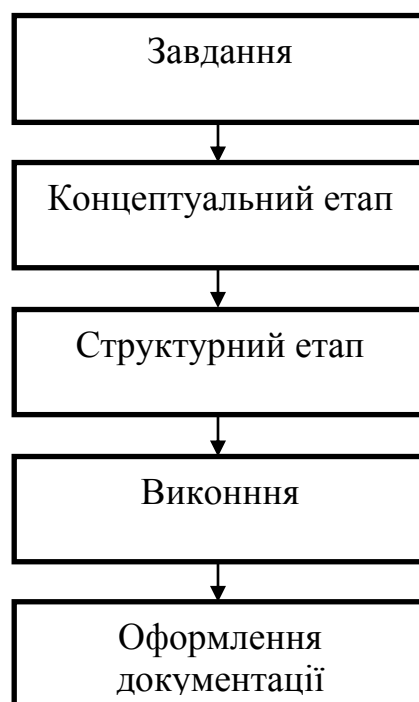 Завдання
Концептуальний етап
Структурний етап
Виконння
Оформлення
документації